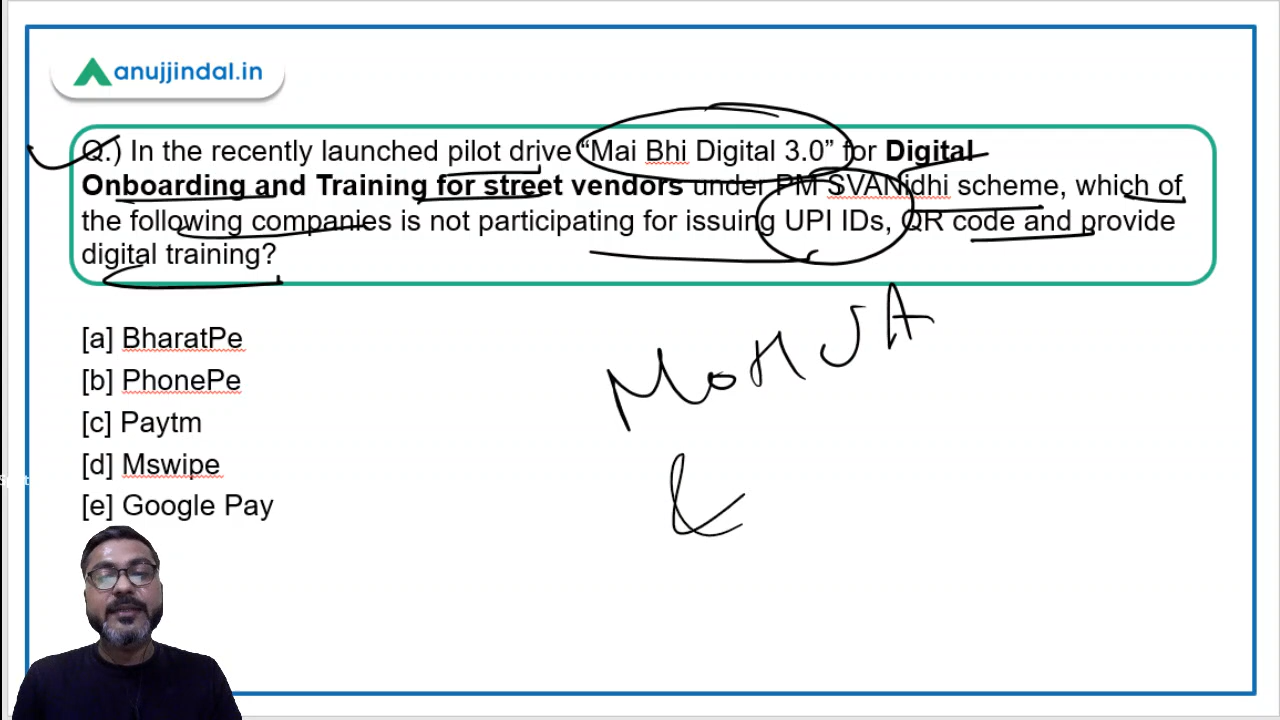 anujjindal.in
Q.) In the recently launched pilot drive “Mai Bhi Digital 3.0” for Digital
Onboarding and Training for street vendors under PM SVANidhi scheme, which of
the following companies is not participating for issuing UPI IDs, QR code and provide
digital training?
[a] BharatPe
[b] PhonePe
[c] Paytm
[d] Mswipe
[e] Google Pay
MoHUA
&